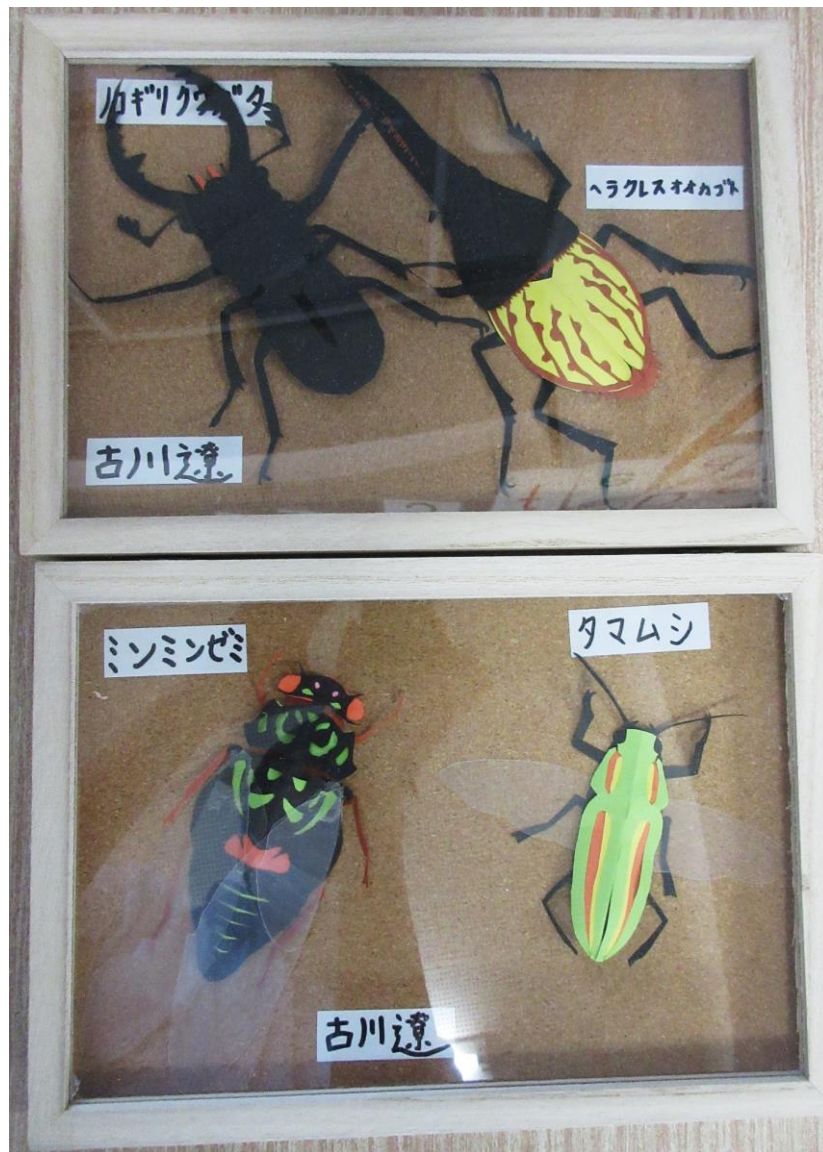 ノコギリクワガタ
ヘラクレスオオカブト
古川遼
ミンミンゼミ
タマムシ
古川遼